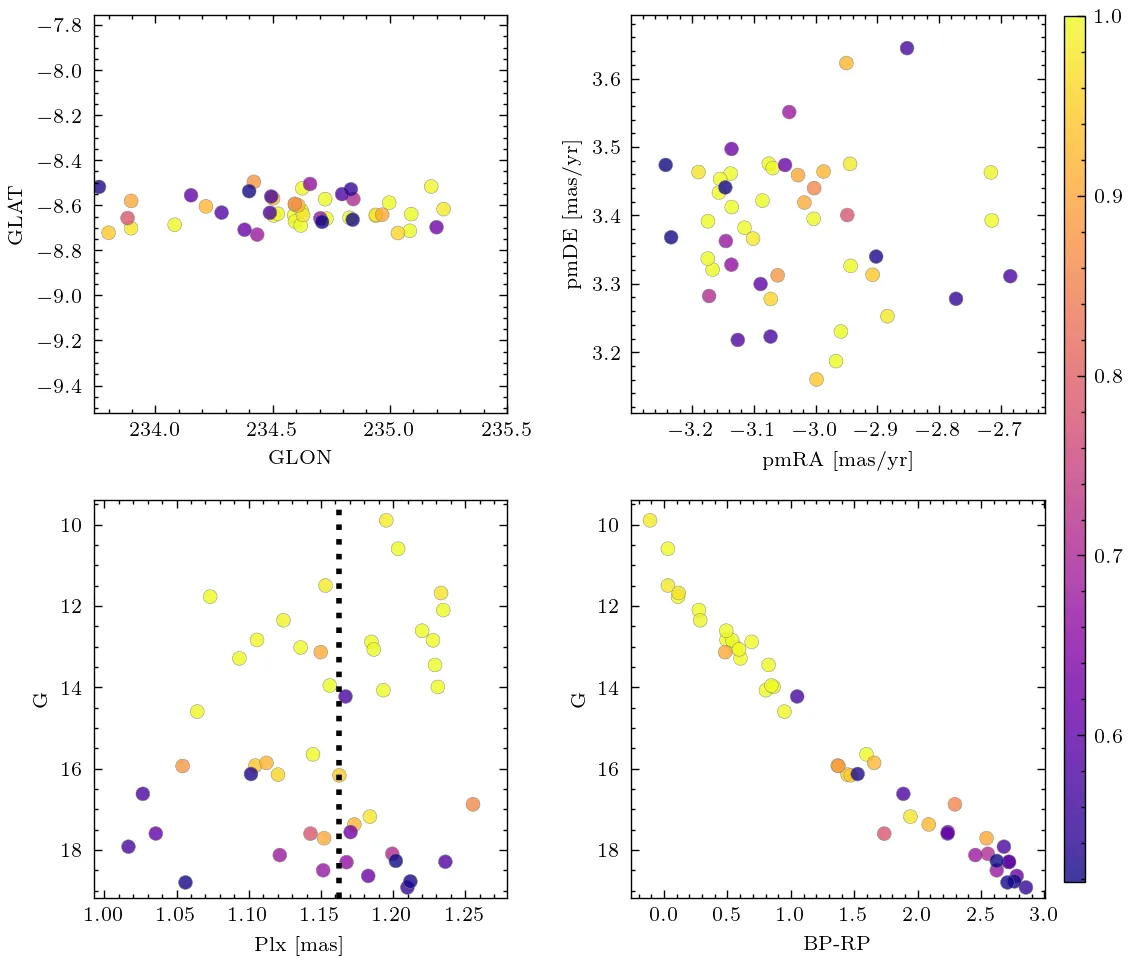 −7.8
−8.0
−8.2
−8.4
−8.6
−8.8
−9.0
−9.2
−9.4
GLAT
234.0 234.5 235.0 235.5
GLON
3.6
3.5
3.4
3.3
3.2
pmDE [mas/yr]
−3.2 −3.1 −3.0 −2.9 −2.8 −2.7
pmRA [mas/yr]
10
12
14
16
18
G
1.00 1.05 1.10 1.15 1.20 1.25
Plx [mas]
10
12
14
16
18
G
0.0 0.5 1.0 1.5 2.0 2.5 3.0
BP-RP
1.0
0.9
0.8
0.7
0.6